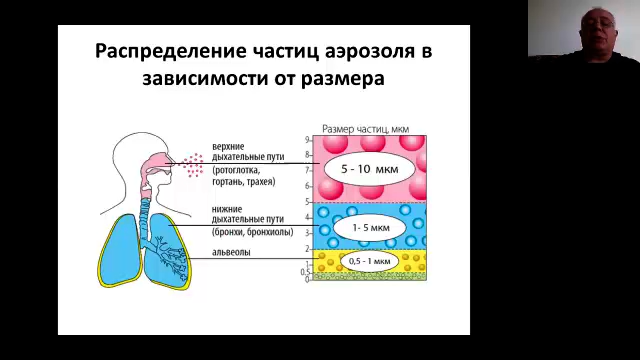 Распределение частиц аэрозоля в
зависимости от размера
Размер частиц, мкм
верхние
дыхательные пути
(ротоглотка,
гортань, трахея)
нижние
дыхательные пути
(бронхи, бронхиолы)
альвеолы
9
8
7
6
5
4
3
2
1
0,5
0
5 - 10 мкм
1- 5 мкм
0,5 - 1 мкм